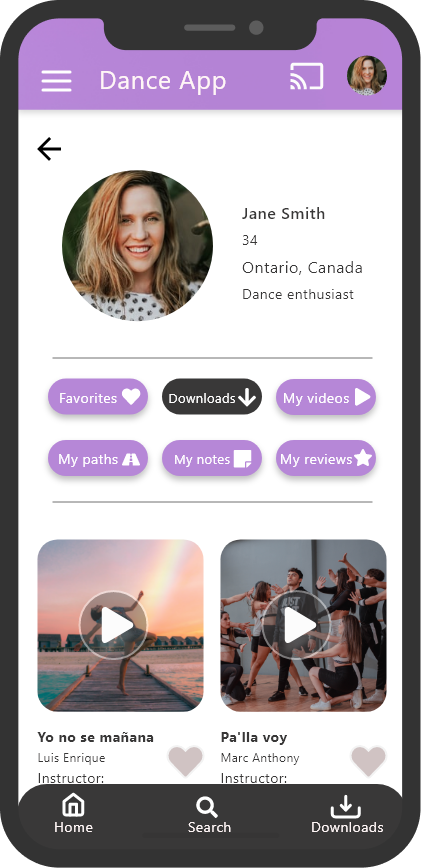 Dance App
Jane Smith
34
Ontario, Canada
Dance enthusiast
Favorites Downloads My videos
My paths My notes My reviews
Yo no se mañana Pa'lla voy
Luis Enrique Marc Anthony
Instructor: Instructor:
Home Search Downloads